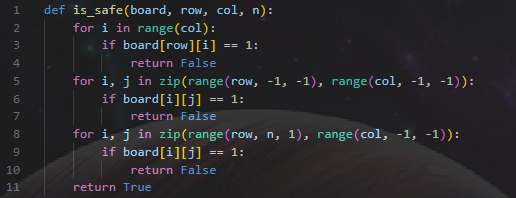 1 def is_safe(board, row, col, n):
2     for i in range(col):
3         if board[row][i] == 1:
4             return False
5     for i, j in zip(range(row, -1, -1), range(col, -1, -1)):
6         if board[i][j] == 1:
7             return False
8     for i, j in zip(range(row, n, 1), range(col, -1, -1)):
9         if board[i][j] == 1:
10             return False
11     return True